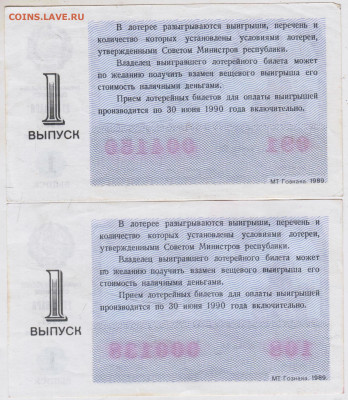 COINS.SU
В лотерее разыгрываются выигрыши, перечень и
количество которых установлены условиями лотереи,
утвержденными Советом Министров республики.
Владелец выигравшего лотерейного билета может
по желанию получить взамен вещевого выигрыша его
стоимость наличными деньгами.
Прием лотерейных билетов для оплаты выигрышей
производится по 30 июня 1990 года включительно.
1
ВЫПУСК
МТ Гознака. 1989.
В лотерее разыгрываются выигрыши, перечень и
количество которых установлены условиями лотереи,
утвержденными Советом Министров республики.
Владелец выигравшего лотерейного билета может
по желанию получить взамен вещевого выигрыша его
стоимость наличными деньгами.
Прием лотерейных билетов для оплаты выигрышей
производится по 30 июня 1990 года включительно.
1
ВЫПУСК
МТ Гознака. 1989.